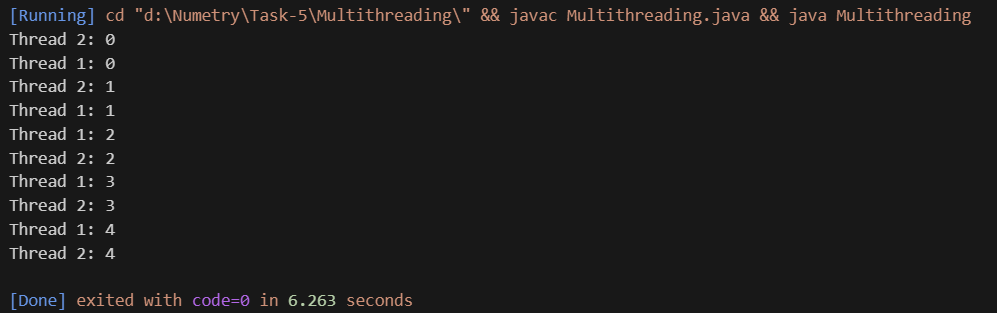 [Running] cd "d:\Numetry\Task-5\Multithreading\" && javac Multithreading.java && java Multithreading
Thread 2: 0
Thread 1: 0
Thread 2: 1
Thread 1: 1
Thread 1: 2
Thread 2: 2
Thread 1: 3
Thread 2: 3
Thread 1: 4
Thread 2: 4
[Done] exited with code=0 in 6.263 seconds